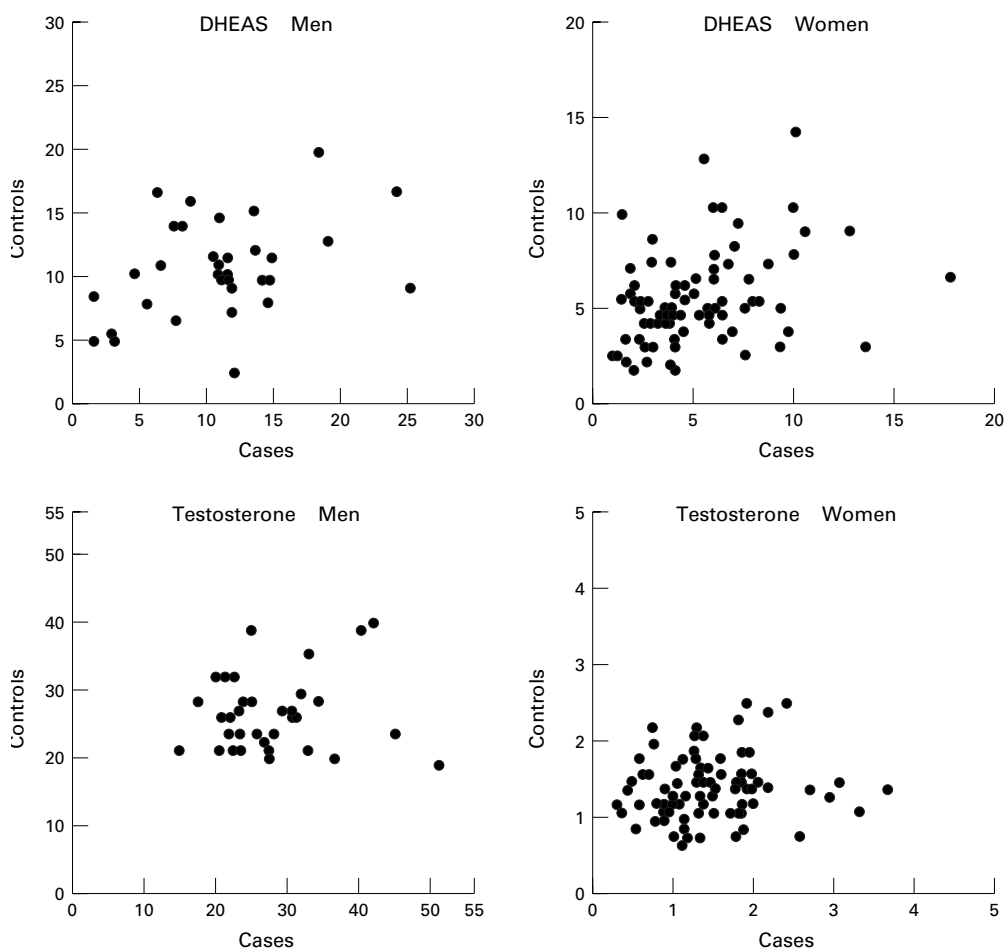 DHEAS Men
30
25
20
15
10
5
0
Controls
0 5 10 15 20 25 30
Cases
DHEAS Women
20
15
10
5
0
Controls
0 5 10 15 20
Cases
Testosterone Men
55
50
40
30
20
10
0
Controls
0 10 20 30 40 50 55
Cases
Testosterone Women
5
4
3
2
1
0
Controls
0 1 2 3 4 5
Cases